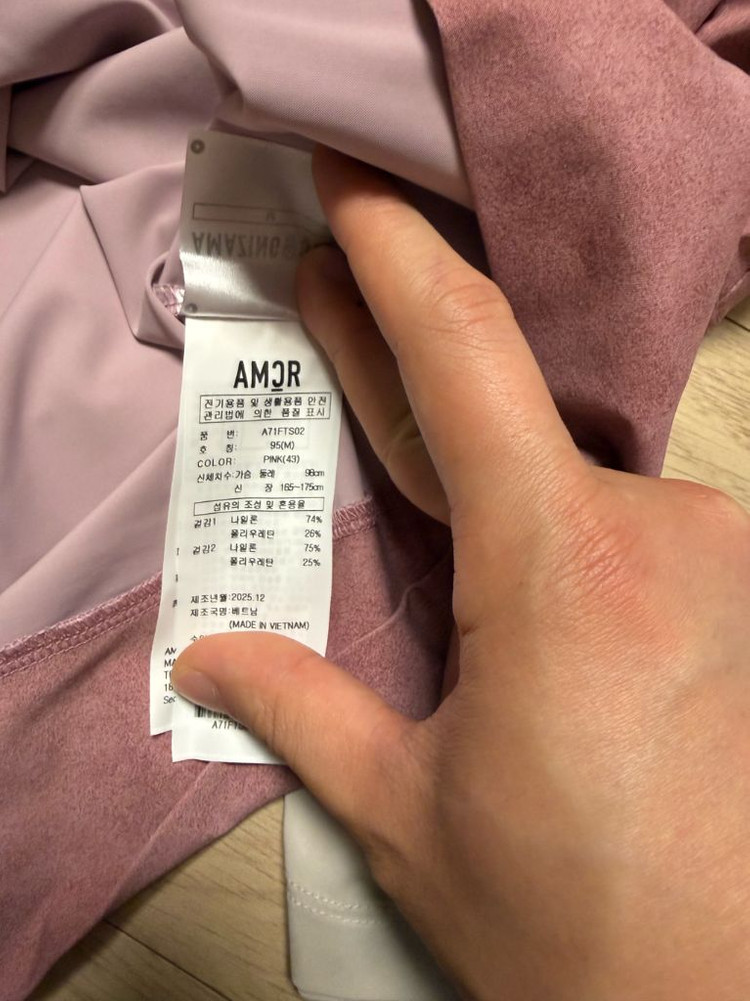 AMAZING
AMCR
전기용품 및 생활용품 안전
관리법에 의한 품질 표시
품 번: A71FTS02
호 칭: 95(M)
COLOR: PINK(43)
신체치수:가슴 둘레 98cm
신 장 165~175cm
섬유의 조성 및 혼용율
겉감1 나일론 74%
폴리우레탄 26%
겉감2 나일론 75%
폴리우레탄 25%
제조년월:2025.12
제조국명:베트남
(MADE IN VIETNAM)